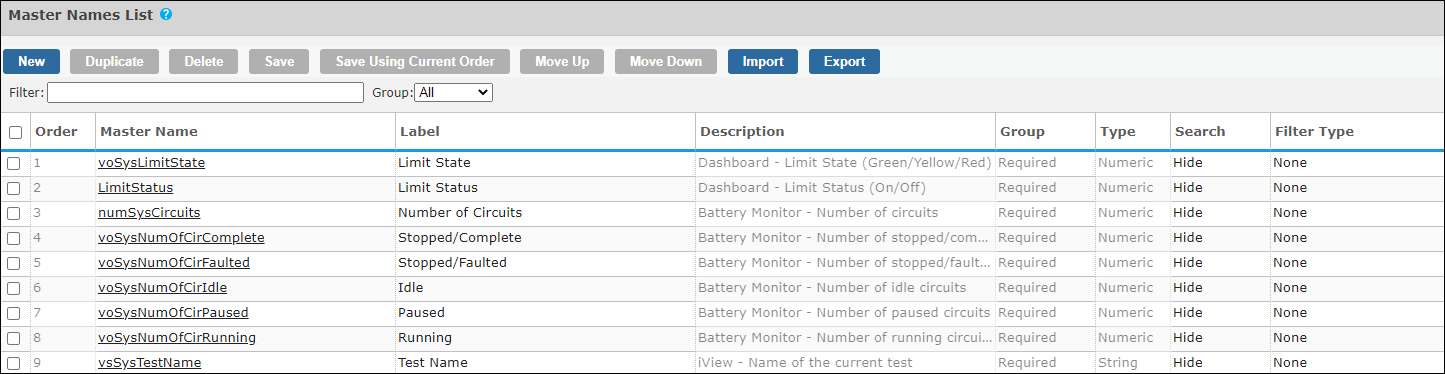 Master Names List ?
New Duplicate Delete Save Save Using Current Order Move Up Move Down Import Export
Filter: Group: All
Order Master Name Label Description Group Type Search Filter Type
1 voSysLimitState Limit State Dashboard - Limit State (Green/Yellow/Red) Required Numeric Hide None
2 LimitStatus Limit Status Dashboard - Limit Status (On/Off) Required Numeric Hide None
3 numSysCircuits Number of Circuits Battery Monitor - Number of circuits Required Numeric Hide None
4 voSysNumOfCirComplete Stopped/Complete Battery Monitor - Number of stopped/com... Required Numeric Hide None
5 voSysNumOfCirFaulted Stopped/Faulted Battery Monitor - Number of stopped/fault... Required Numeric Hide None
6 voSysNumOfCirIdle Idle Battery Monitor - Number of idle circuits Required Numeric Hide None
7 voSysNumOfCirPaused Paused Battery Monitor - Number of paused circuits Required Numeric Hide None
8 voSysNumOfCirRunning Running Battery Monitor - Number of running circui... Required Numeric Hide None
9 vsSysTestName Test Name iView - Name of the current test Required String Hide None